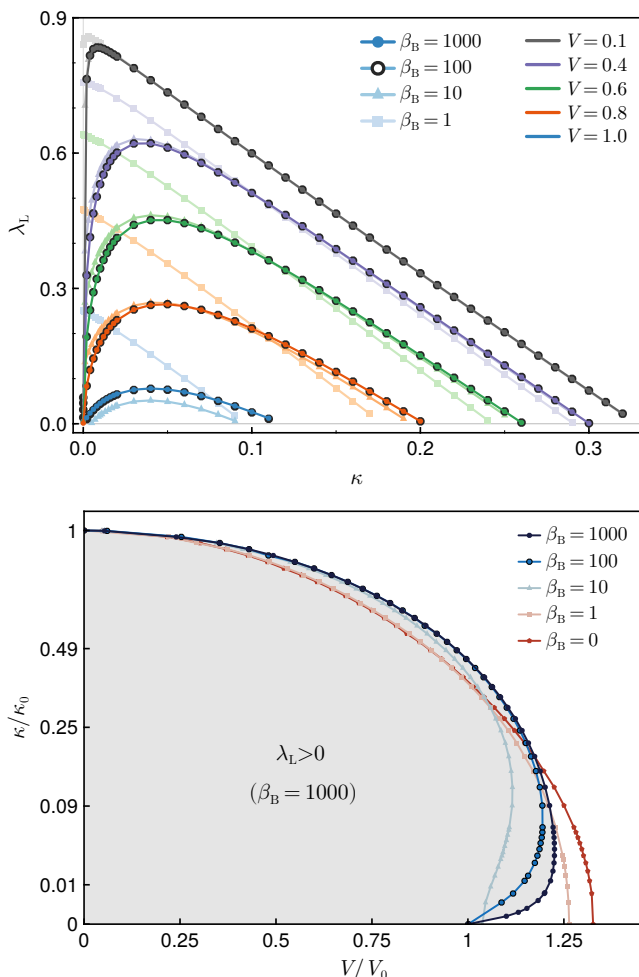 0.9
λ_L
0.6
0.3
0.0
0.0 0.1 0.2 0.3
κ
β_B = 1000
β_B = 100
β_B = 10
β_B = 1
V = 0.1
V = 0.4
V = 0.6
V = 0.8
V = 1.0
1
0.49
κ/κ_0
0.25
0.09
0.01
0
0 0.25 0.5 0.75 1 1.25
V/V_0
β_B = 1000
β_B = 100
β_B = 10
β_B = 1
β_B = 0
λ_L>0
(β_B = 1000)